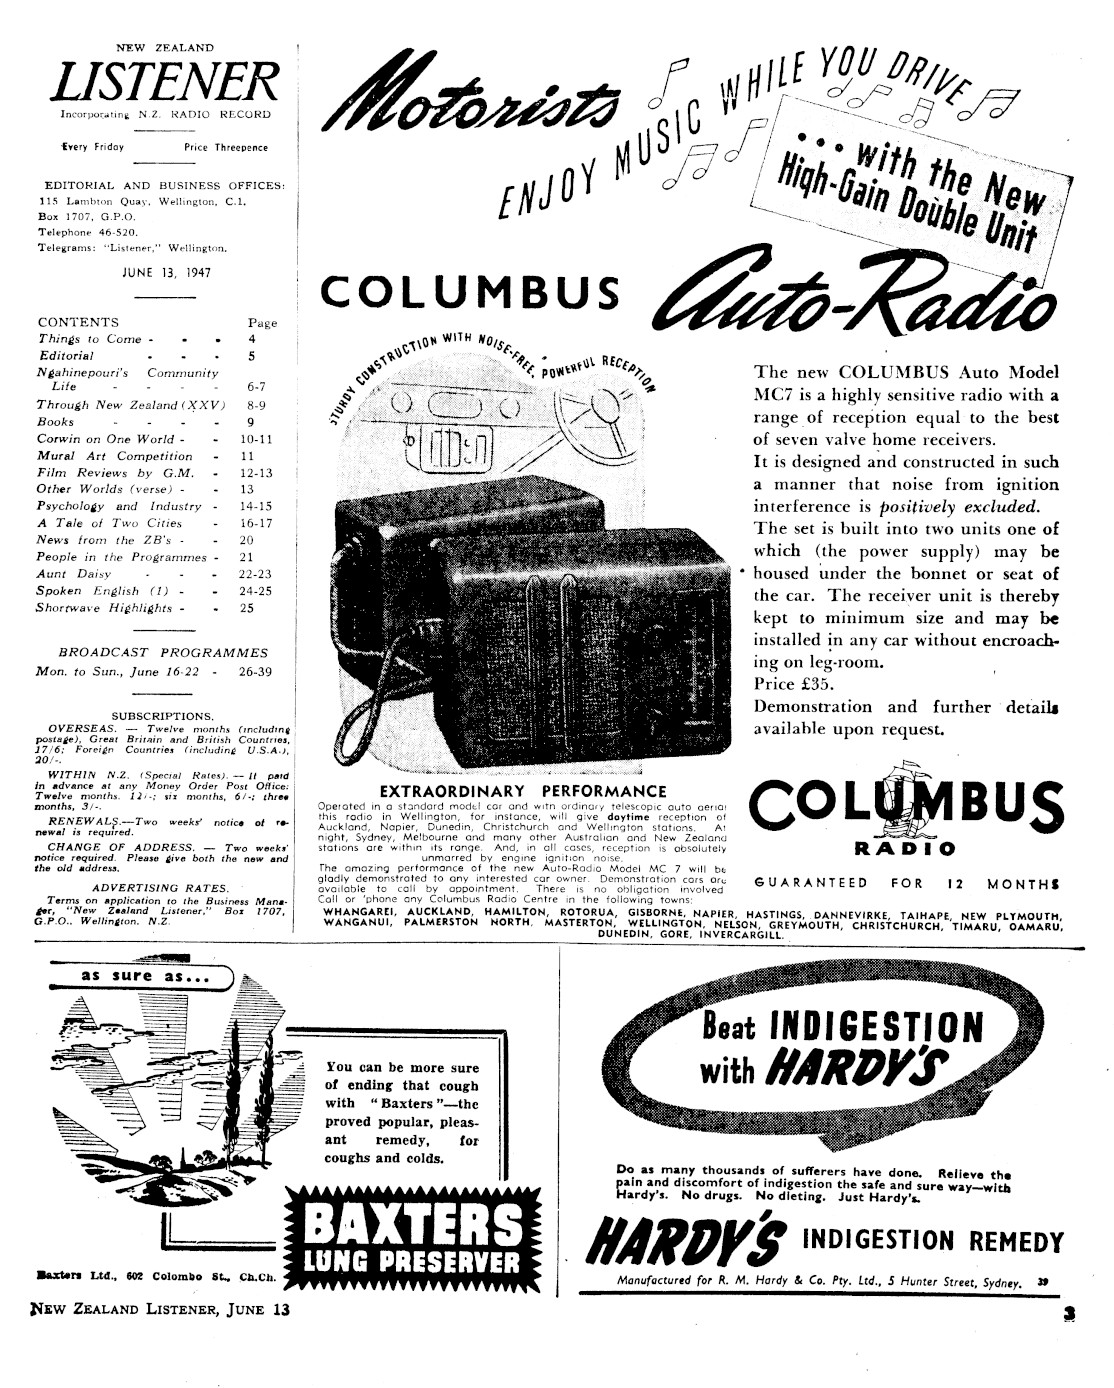 NEW ZEALAND
LISTENER
Incorporating N.Z. RADIO RECORD
Every Friday Price Threepence
EDITORIAL AND BUSINESS OFFICES:
115 Lambton Quay, Wellington, C.1.
Box 1707, G.P.O.
Telephone 46-520.
Telegrams: "Listener," Wellington.
JUNE 13, 1947
CONTENTS Page
Things to Come - - - 4
Editorial - - - 5
Ngahinepouri's Community
Life - - - - 6-7
Through New Zealand (XXV) 8-9
Books - - - - 9
Corwin on One World - - 10-11
Mural Art Competition - 11
Film Reviews by G.M. - 12-13
Other Worlds (verse) - - 13
Psychology and Industry - 14-15
A Tale of Two Cities - 16-17
News from the ZB's - - 20
People in the Programmes - 21
Aunt Daisy - - - 22-23
Spoken English (1) - - 24-25
Shortwave Highlights - - 25
BROADCAST PROGRAMMES
Mon. to Sun., June 16-22 - 26-39
SUBSCRIPTIONS.
OVERSEAS. — Twelve months (including
postage), Great Britain and British Countries,
17/6; Foreign Countries (including U.S.A.),
20/-.
WITHIN N.Z. (Special Rates). — If paid
in advance at any Money Order Post Office:
Twelve months, 12/-; six months, 6/-; three
months, 3/-.
RENEWALS.—Two weeks' notice of re-
newal is required.
CHANGE OF ADDRESS. — Two weeks'
notice required. Please give both the new and
the old address.
ADVERTISING RATES.
Terms on application to the Business Mana-
ger, "New Zealand Listener," Box 1707,
G.P.O., Wellington, N.Z.
Motorists
ENJOY MUSIC WHILE YOU DRIVE
... with the New
High-Gain Double Unit
COLUMBUS Auto-Radio
STURDY CONSTRUCTION WITH NOISE-FREE, POWERFUL RECEPTION
The new COLUMBUS Auto Model
MC7 is a highly sensitive radio with a
range of reception equal to the best
of seven valve home receivers.
It is designed and constructed in such
a manner that noise from ignition
interference is positively excluded.
The set is built into two units one of
which (the power supply) may be
housed under the bonnet or seat of
the car. The receiver unit is thereby
kept to minimum size and may be
installed in any car without encroach-
ing on leg-room.
Price £35.
Demonstration and further details
available upon request.
EXTRAORDINARY PERFORMANCE
Operated in a standard model car and with ordinary telescopic auto aerial
this radio in Wellington, for instance, will give daytime reception of
Auckland, Napier, Dunedin, Christchurch and Wellington stations. At
night, Sydney, Melbourne and many other Australian and New Zealand
stations are within its range. And, in all cases, reception is absolutely
unmarred by engine ignition noise.
The amazing performance of the new Auto-Radio Model MC 7 will be
gladly demonstrated to any interested car owner. Demonstration cars are
available to call by appointment. There is no obligation involved
Call or 'phone any Columbus Radio Centre in the following towns:
COLUMBUS
RADIO
GUARANTEED FOR 12 MONTHS
WHANGAREI, AUCKLAND, HAMILTON, ROTORUA, GISBORNE, NAPIER, HASTINGS, DANNEVIRKE, TAIHAPE, NEW PLYMOUTH,
WANGANUI, PALMERSTON NORTH, MASTERTON, WELLINGTON, NELSON, GREYMOUTH, CHRISTCHURCH, TIMARU, OAMARU,
DUNEDIN, GORE, INVERCARGILL.
as sure as...
You can be more sure
of ending that cough
with "Baxters"—the
proved popular, pleas-
ant remedy, for
coughs and colds.
BAXTERS
LUNG PRESERVER
Baxters Ltd., 602 Colombo St., Ch.Ch.
Beat INDIGESTION
with HARDY'S
Do as many thousands of sufferers have done. Relieve the
pain and discomfort of indigestion the safe and sure way—with
Hardy's. No drugs. No dieting. Just Hardy's.
HARDY'S INDIGESTION REMEDY
Manufactured for R. M. Hardy & Co. Pty. Ltd., 5 Hunter Street, Sydney. 39
NEW ZEALAND LISTENER, JUNE 13 3